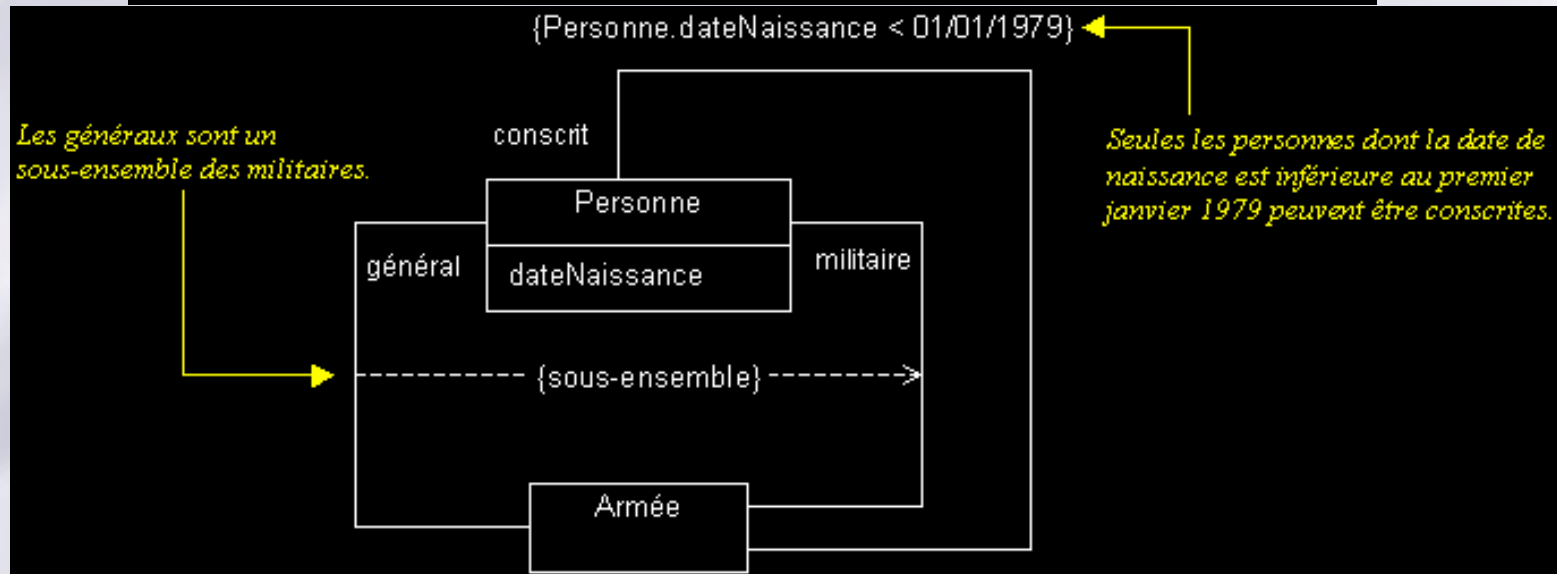 {Personne.dateNaissance < 01/01/1979}
Les généraux sont un
sous-ensemble des militaires.
conscrit
Seules les personnes dont la date de
naissance est inférieure au premier
janvier 1979 peuvent être conscrites.
Personne
général
militaire
dateNaissance
{sous-ensemble}
Armée